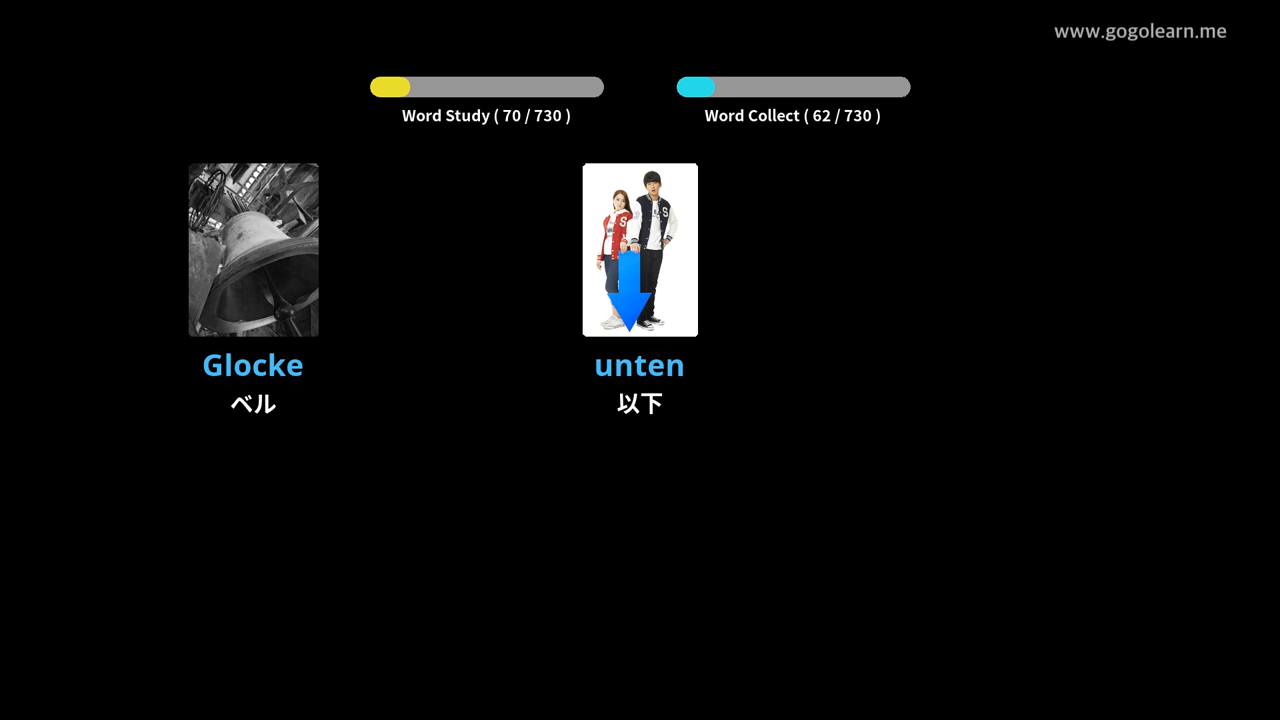 www.gogolearn.me
Word Study ( 70 / 730 )
Word Collect ( 62 / 730 )
Glocke
ベル
unten
以下
S
S